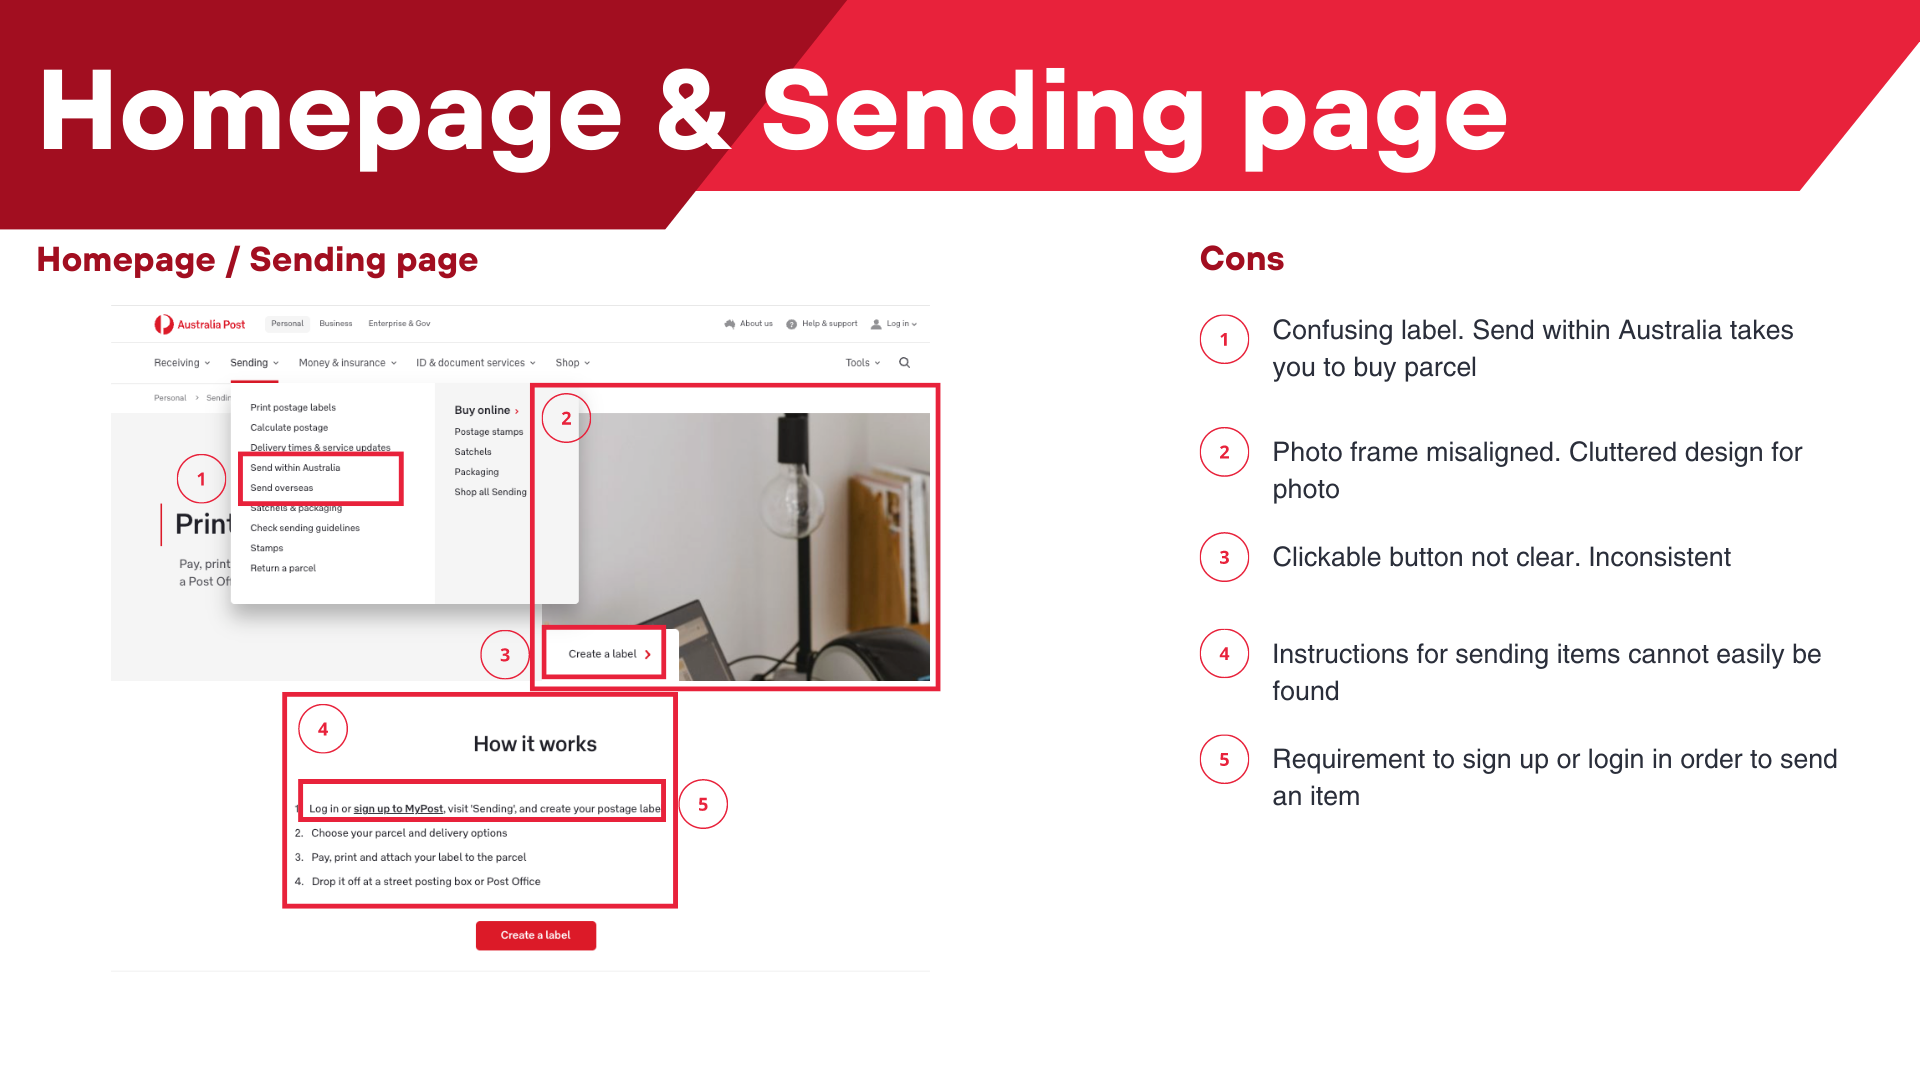 Homepage & Sending page
Homepage / Sending page
Australia Post
Personal
Business
Enterprise & Gov
About us
Help & support
Log in
Receiving
Sending
Money & insurance
ID & document services
Shop
Tools
Personal > Sendin
Print postage labels
Calculate postage
Delivery times & service updates
Send within Australia
Send overseas
Satchels & packaging
Check sending guidelines
Stamps
Return a parcel
Buy online ›
Postage stamps
Satchels
Packaging
Shop all Sending
1
2
Print
Pay, print
a Post Off
3
Create a label
4
How it works
1. Log in or sign up to MyPost, visit 'Sending', and create your postage labe
5
2. Choose your parcel and delivery options
3. Pay, print and attach your label to the parcel
4. Drop it off at a street posting box or Post Office
Create a label
Cons
1 Confusing label. Send within Australia takes
you to buy parcel
2 Photo frame misaligned. Cluttered design for
photo
3 Clickable button not clear. Inconsistent
4 Instructions for sending items cannot easily be
found
5 Requirement to sign up or login in order to send
an item